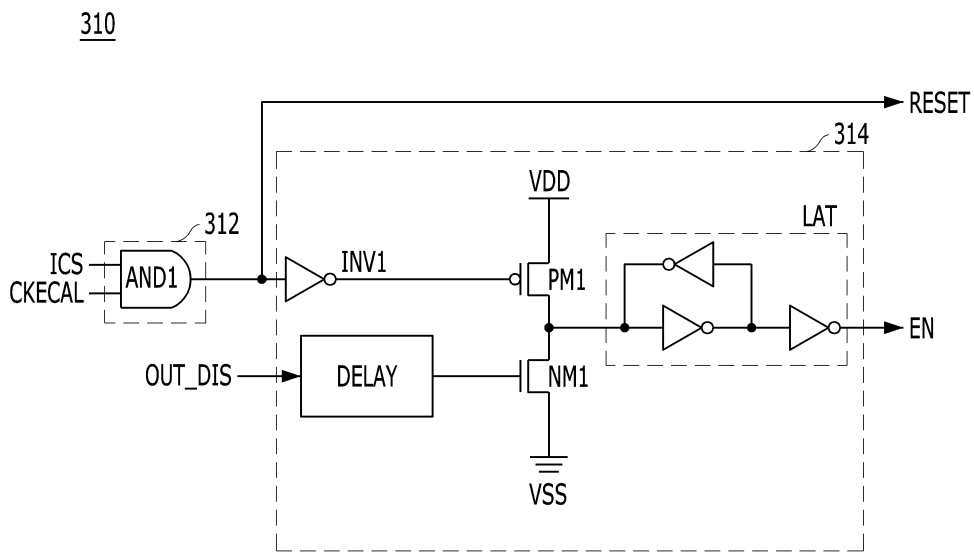 310
RESET
314
VDD
312
LAT
ICS
AND1
INV1
PM1
CKECAL
EN
OUT_DIS
DELAY
NM1
VSS